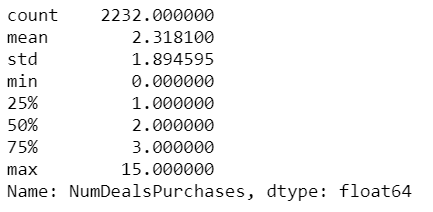 count    2232.000000
mean        2.318100
std         1.894595
min         0.000000
25%         1.000000
50%         2.000000
75%         3.000000
max        15.000000
Name: NumDealsPurchases, dtype: float64